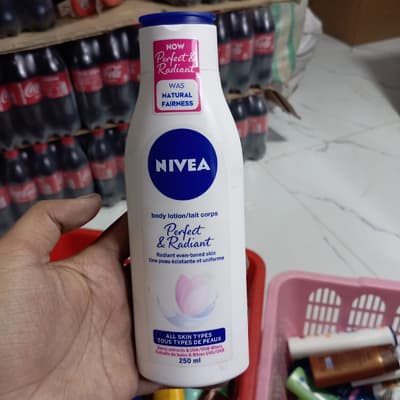 NOW
Perfect &
Radiant
WAS
NATURAL
FAIRNESS
NIVEA
body lotion/lait corps
Perfect
& Radiant
Radiant even-toned skin
Une peau éclatante et uniforme
ALL SKIN TYPES
TOUS TYPES DE PEAUX
250 ml